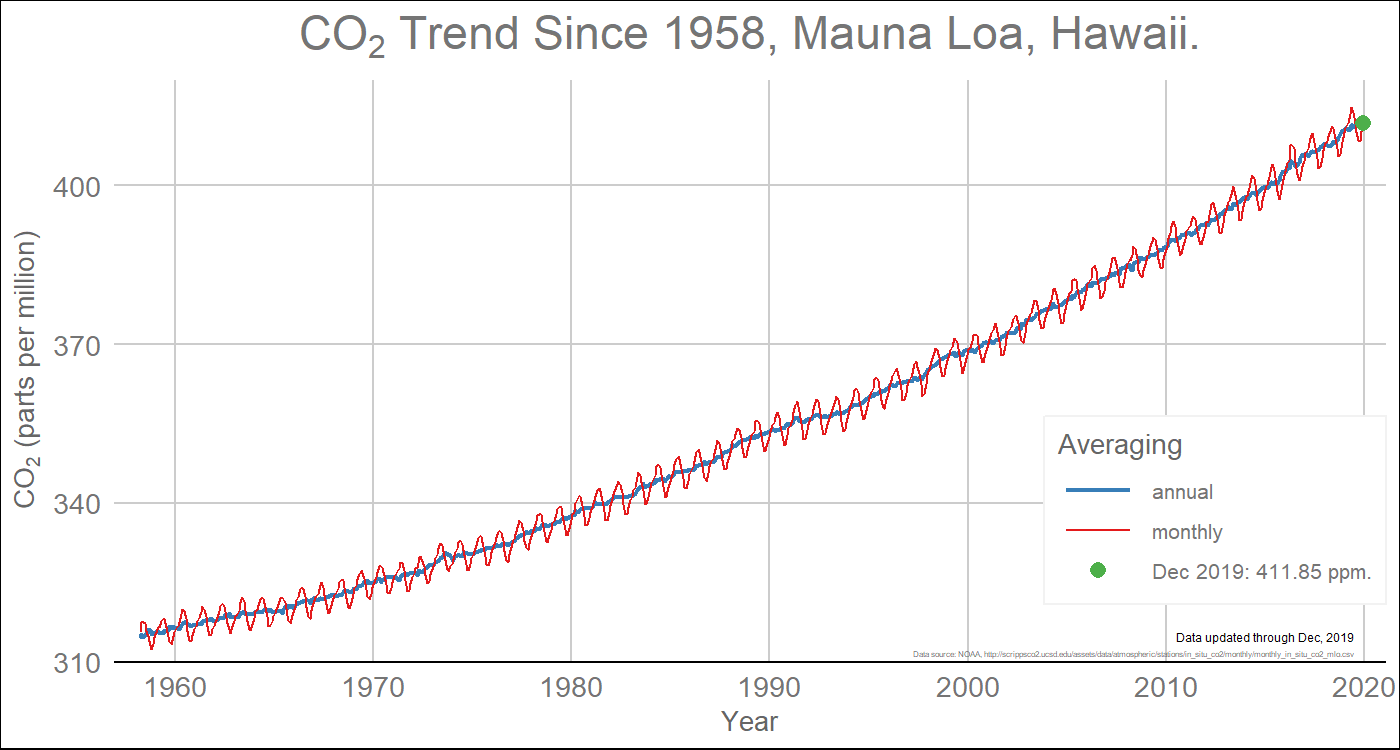 CO₂ Trend Since 1958, Mauna Loa, Hawaii.
400
370
340
310
CO₂ (parts per million)
Averaging
annual
monthly
Dec 2019: 411.85 ppm.
Data updated through Dec, 2019
Data source: NOAA, http://scrippsco2.ucsd.edu/assets/data/atmospheric/stations/in_situ_co2/monthly/monthly_in_situ_co2_mlo.csv
1960 1970 1980 1990 2000 2010 2020
Year